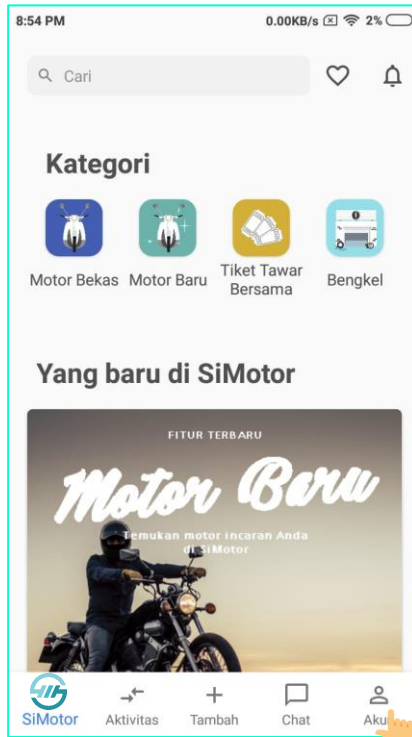 8:54 PM 0.00KB/s 2%
Cari
Kategori
Motor Bekas
Motor Baru
Tiket Tawar
Bersama
Bengkel
Yang baru di SiMotor
FITUR TERBARU
Motor Baru
Temukan motor incaran Anda
di SiMotor
SiMotor
Aktivitas
Tambah
Chat
Akun